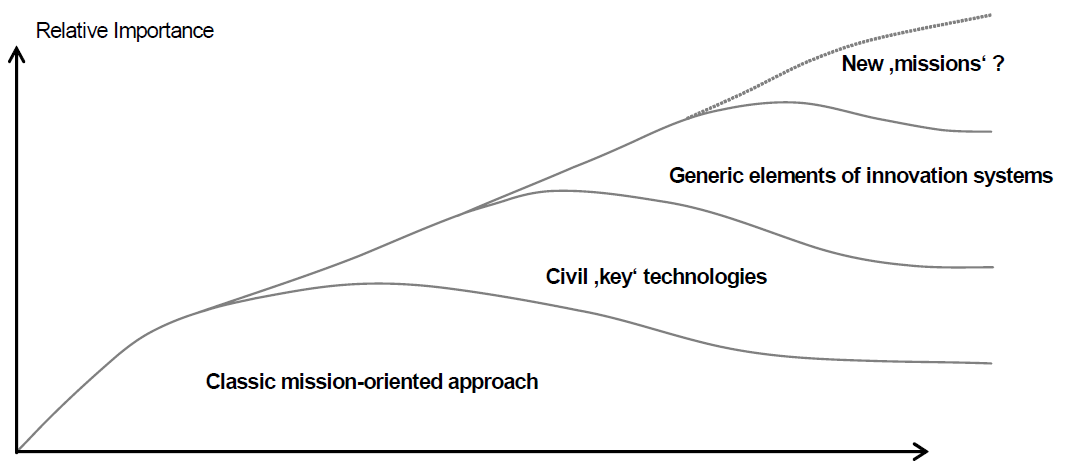 Relative Importance
New ‚missions‘ ?
Generic elements of innovation systems
Civil ‚key‘ technologies
Classic mission-oriented approach